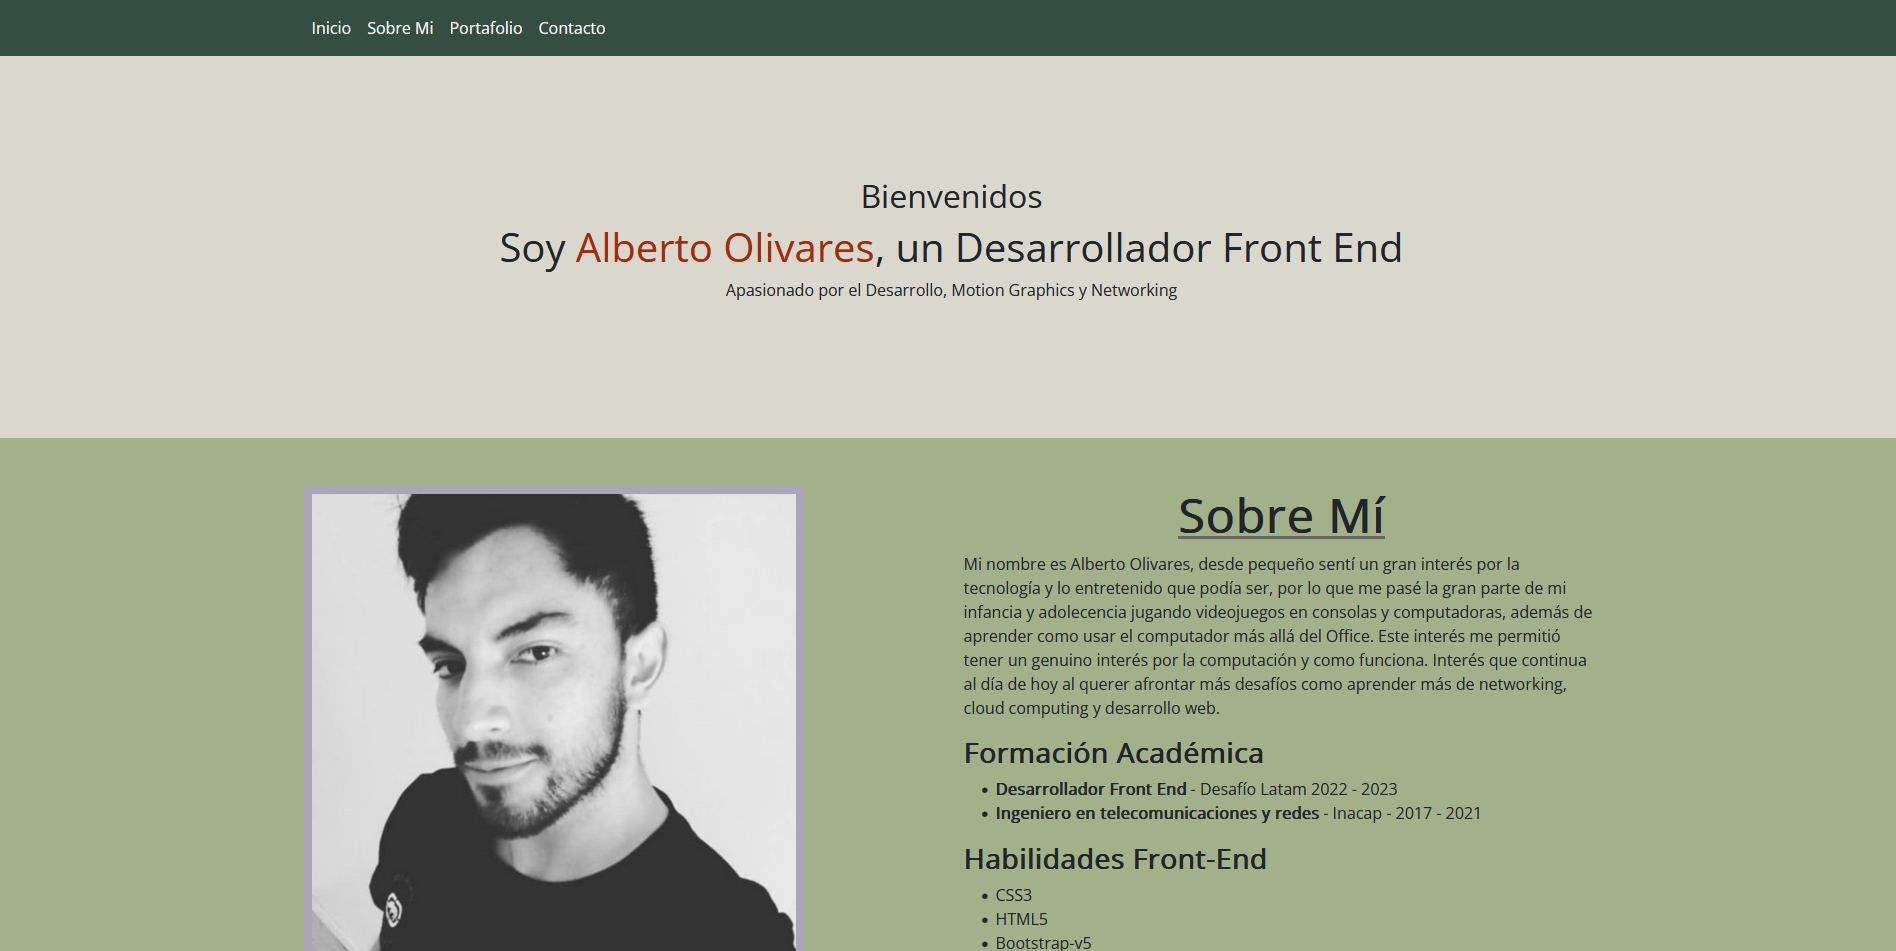 Inicio Sobre Mi Portafolio Contacto
Bienvenidos
Soy Alberto Olivares, un Desarrollador Front End
Apasionado por el Desarrollo, Motion Graphics y Networking
Sobre Mí
Mi nombre es Alberto Olivares, desde pequeño sentí un gran interés por la
tecnología y lo entretenido que podía ser, por lo que me pasé la gran parte de mi
infancia y adolecencia jugando videojuegos en consolas y computadoras, además de
aprender como usar el computador más allá del Office. Este interés me permitió
tener un genuino interés por la computación y como funciona. Interés que continua
al día de hoy al querer afrontar más desafíos como aprender más de networking,
cloud computing y desarrollo web.
Formación Académica
• Desarrollador Front End - Desafío Latam 2022 - 2023
• Ingeniero en telecomunicaciones y redes - Inacap - 2017 - 2021
Habilidades Front-End
• CSS3
• HTML5
• Bootstrap-v5